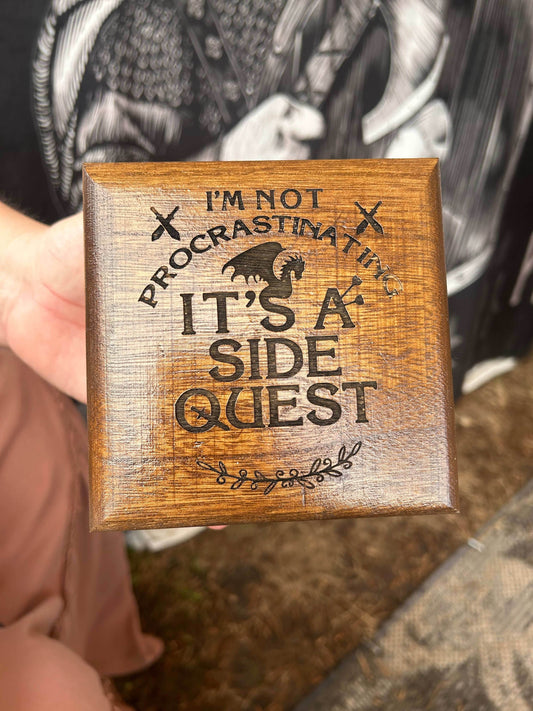 I'M NOT
PROCRASTINATING
IT'S A
SIDE
QUEST